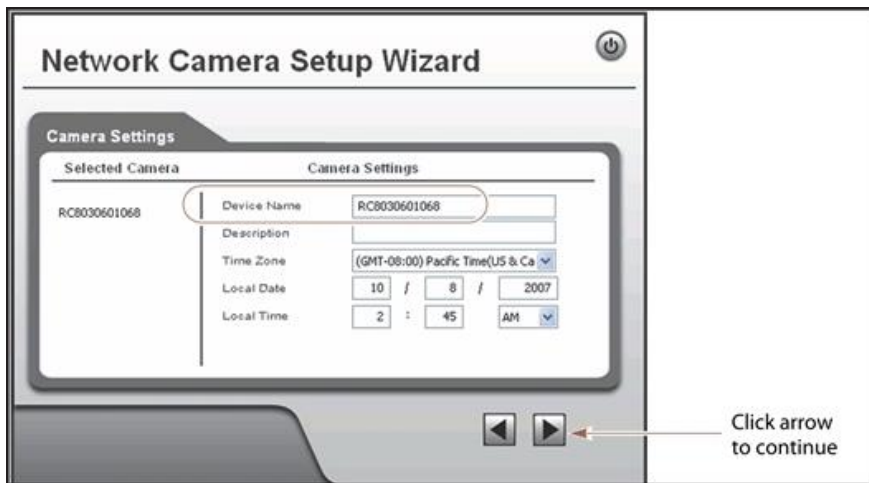 Network Camera Setup Wizard
Camera Settings
Selected Camera
Camera Settings
RC8030601068
Device Name RC8030601068
Description
Time Zone (GMT-08:00) Pacific Time(US & Ca
Local Date 10 / 8 / 2007
Local Time 2 : 45 AM
Click arrow
to continue